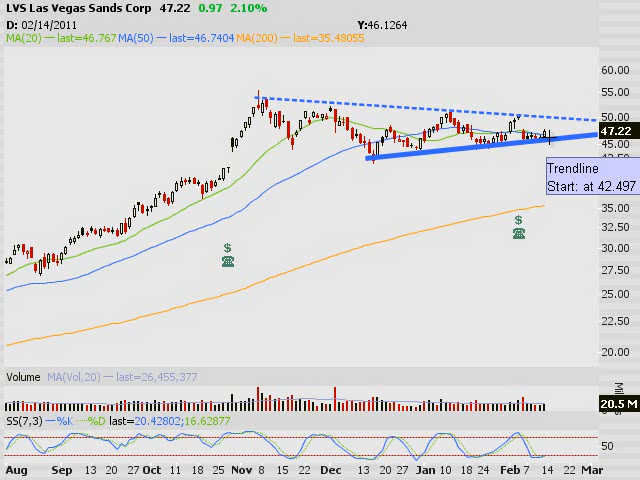 LVS Las Vegas Sands Corp 47.22 0.97 2.10%
D: 02/14/2011 Y:46.1264
MA(20) — last=46.767 MA(50) — last=46.7404 MA(200) — last=35.48055
60.00
55.00
50.00
47.22
45.00
42.50
Trendline
Start: at 42.497
35.00
32.50
30.00
27.50
25.00
22.50
20.00
$
$
Volume MA(Vol,20) — last=26,455,377
Mil
20.5 M
SS(7,3) —%K ----%D last=20.42802;16.62877
50
Aug Sep 13 20 27 Oct 11 18 25 Nov 8 15 22 Dec 13 20 27 Jan 10 18 24 Feb 7 14 22 Mar